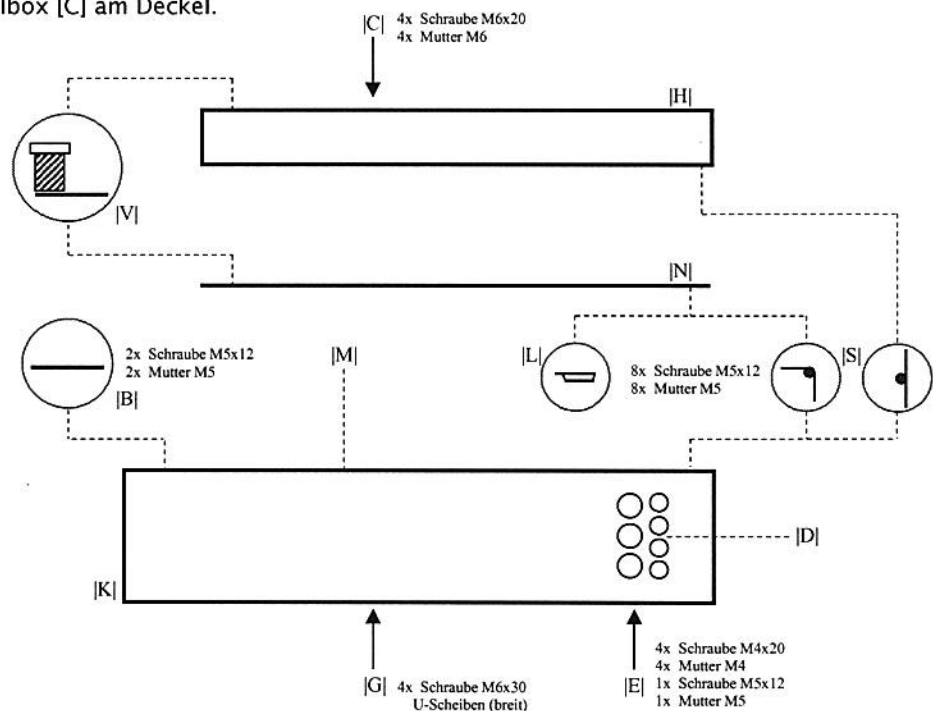 lbox [C] am Deckel.
|C| 4x Schraube M6x20
4x Mutter M6
|H|
|V|
|N|
2x Schraube M5x12
2x Mutter M5
|B|
|M|
|L|
8x Schraube M5x12
8x Mutter M5
|S|
|D|
|K|
|G| 4x Schraube M6x30
U-Scheiben (breit)
|E|
4x Schraube M4x20
4x Mutter M4
1x Schraube M5x12
1x Mutter M5